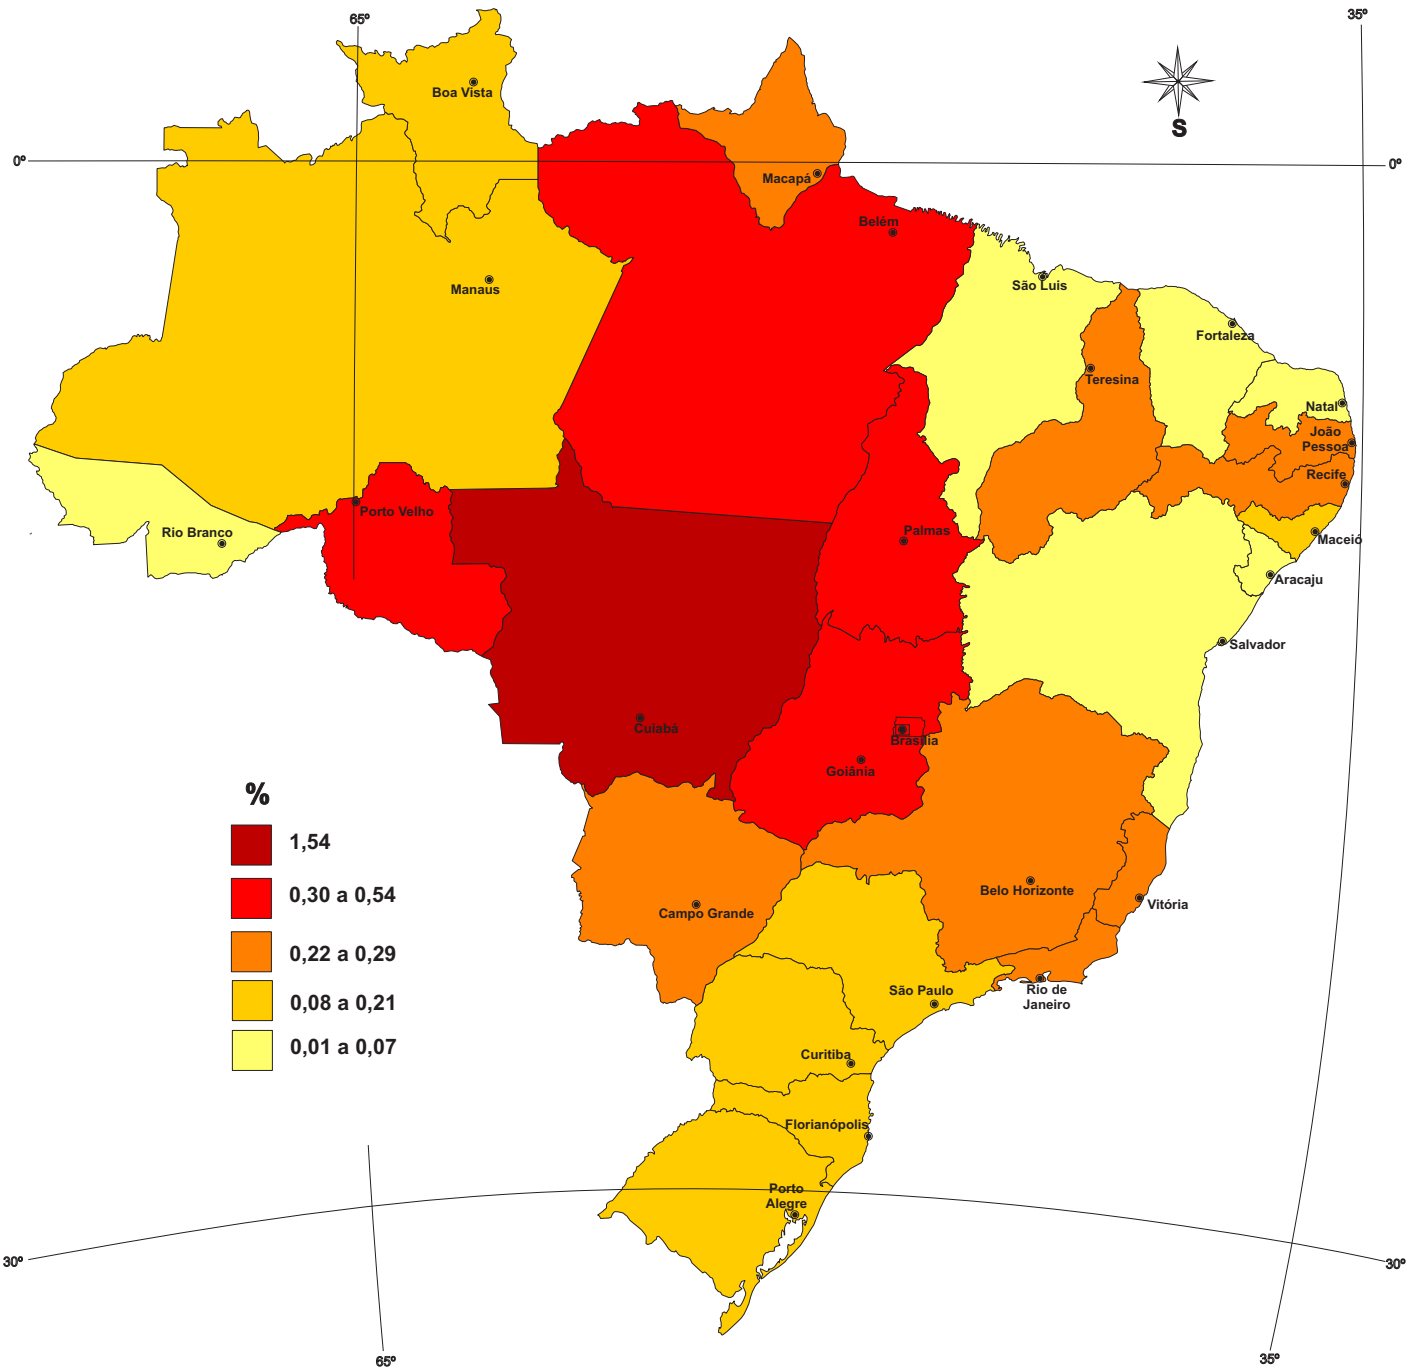 65º
35º
Boa Vista
S
0º
0º
Macapá
Belém
São Luis
Manaus
Fortaleza
Teresina
Natal
João
Pessoa
Recife
Porto Velho
Rio Branco
Palmas
Maceió
Aracaju
Salvador
Cuiabá
Brasília
Goiânia
%
1,54
0,30 a 0,54
Belo Horizonte
Vitória
Campo Grande
0,22 a 0,29
São Paulo
Rio de
Janeiro
0,08 a 0,21
0,01 a 0,07
Curitiba
Florianópolis
Porto
Alegre
30º
30º
65º
35º